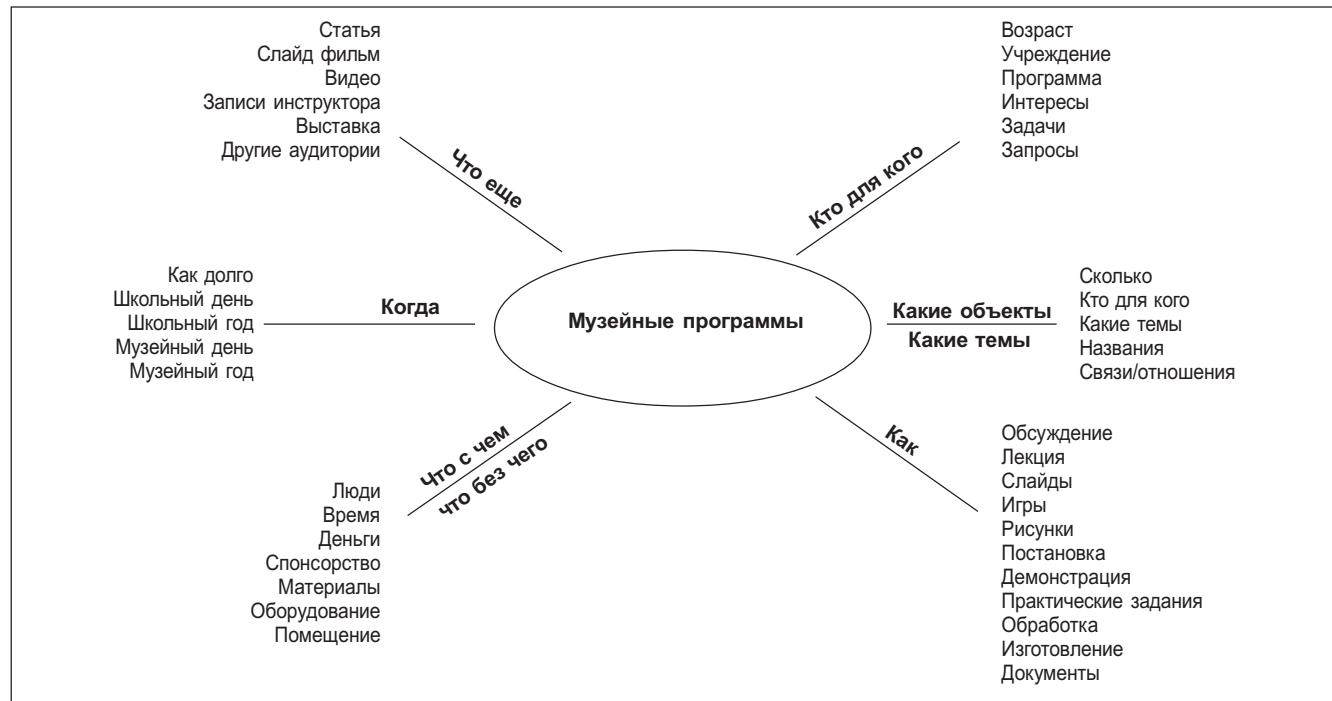 Статья
Слайд фильм
Видео
Записи инструктора
Выставка
Другие аудитории
Что еще
Возраст
Учреждение
Программа
Интересы
Задачи
Запросы
Кто для кого
Как долго
Школьный день
Школьный год
Музейный день
Музейный год
Когда
Музейные программы
Какие объекты
Какие темы
Сколько
Кто для кого
Какие темы
Названия
Связи/отношения
Что с чем
что без чего
Люди
Время
Деньги
Спонсорство
Материалы
Оборудование
Помещение
Как
Обсуждение
Лекция
Слайды
Игры
Рисунки
Постановка
Демонстрация
Практические задания
Обработка
Изготовление
Документы